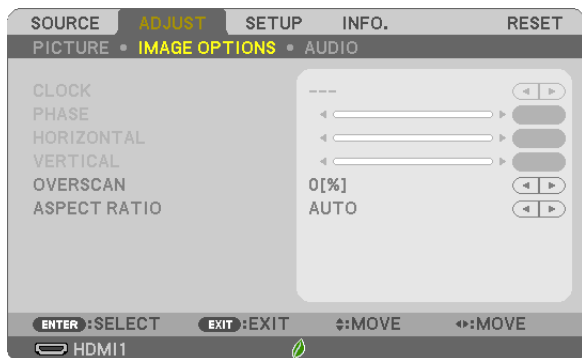 SOURCE ADJUST SETUP INFO. RESET
PICTURE • IMAGE OPTIONS • AUDIO
CLOCK ---
PHASE
HORIZONTAL
VERTICAL
OVERSCAN 0[%]
ASPECT RATIO AUTO
ENTER:SELECT EXIT:EXIT :MOVE :MOVE
HDMI1